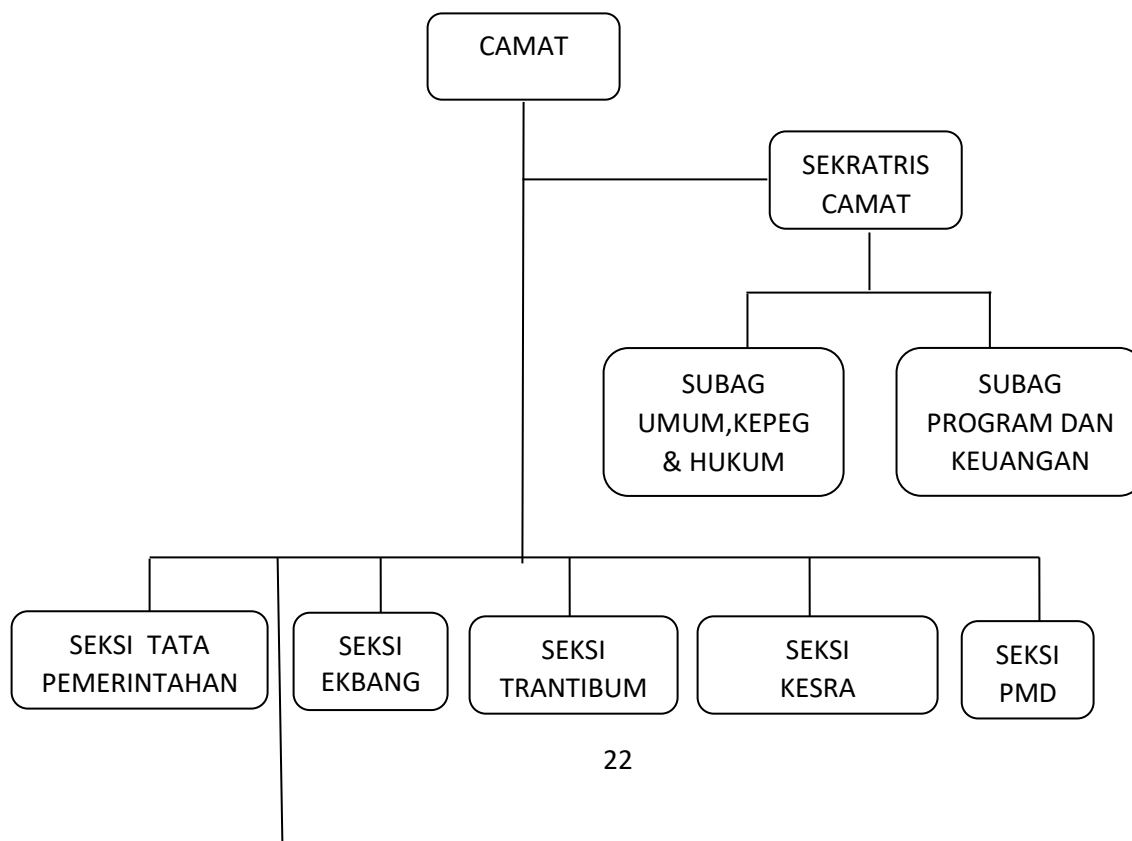 CAMAT
SEKRATRIS
CAMAT
SUBAG
UMUM,KEPEG
& HUKUM
SUBAG
PROGRAM DAN
KEUANGAN
SEKSI TATA
PEMERINTAHAN
SEKSI
EKBANG
SEKSI
TRANTIBUM
SEKSI
KESRA
SEKSI
PMD
22